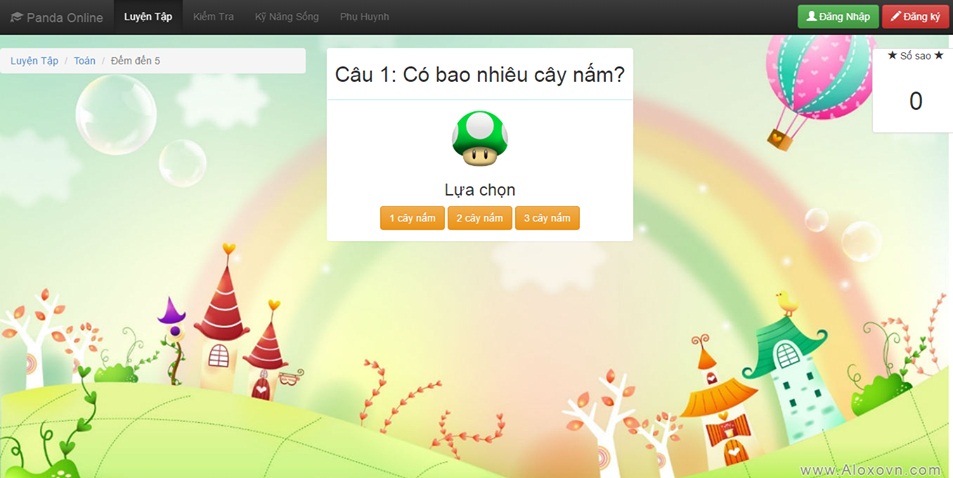 Panda Online Luyện Tập Kiểm Tra Kỹ Năng Sống Phụ Huynh Đăng Nhập Đăng ký
Luyện Tập / Toán / Đếm đến 5
Câu 1: Có bao nhiêu cây nấm?
★ Số sao ★
0
Lựa chọn
1 cây nấm 2 cây nấm 3 cây nấm
www.Aloxovn.com